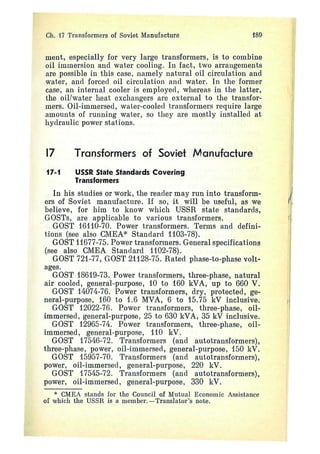 Ch. 17 Transformers of Soviet Manufacture 189
ment, especially for very large transformers, is to combine
oil immersion and water cooling. In fact, two arrangements
are possible in this case, namely natural oil circulation and
water, and forced oil circulation and water. In the former
case, an internal cooler is employed, whereas in the latter,
the oil/water heat exchangers are external to the transfor-
mers. Oil-immersed, water-cooled transformers require large
amounts of running water, so they are mostly installed at
hydraulic power stations.
17 Transformers of Soviet Manufacture
17-1 USSR State Standards Covering
Transformers
In his studies or work, the reader may run into transform-
ers of Soviet manufacture. If so, it will be useful, as we
believe, for him to know which USSR state standards,
GOSTs, are applicable to various transformers.
GOST 16110-70. Power transformers. Terms and defini-
tions (see also CMEA* Standard 1103-78).
GOST 11677-75. Power transformers. General specifications
(see also CMEA Standard 1102-78).
GOST 721-77, GOST 21128-75. Rated phase-to-phase volt-
ages.
GOST 18619-73. Power transformers, three-phase, natural
air cooled, general-purpose, 10 to 160 kVA, up to 660 V.
GOST 14074-76. Power transformers, dry, protected, ge-
neral-purpose, 160 to 1.6 MVA, 6 to 15.75 kV inclusive.
GOST 12022-76. Power transformers, three-phase, oil-
immersed, general-purpose, 25 to 630 kVA, 35 kV inclusive.
GOST 12965-74. Power transformers, three-phase, oil-
immersed, general-purpose, 110 kV.
GOST 17546-72. Transformers (and autotransformers),
three-phase, power, oil-immersed, general-purpose, 150 kV.
GOST 15957-70. Transformers (and autotransformers),
power, oil-immersed, general-purpose, 220 kV.
GOST 17545-72. Transformers (and autotransformers),
power, oil-immersed, general-purpose, 330 kV.
* CMEA stands for the Council of Mutual Economic Assistance
of which the USSR is a member.—Translator's note.